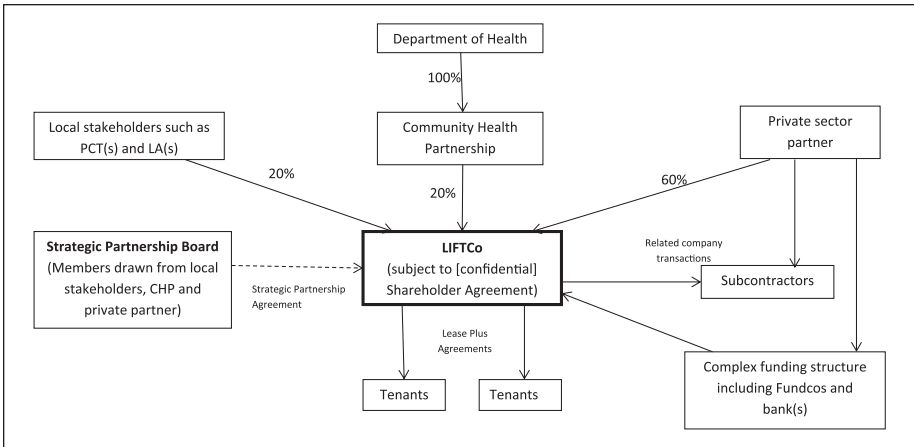 Department of Health
100%
Local stakeholders such as
PCT(s) and LA(s)
Community Health
Partnership
Private sector
partner
20%
20%
60%
Strategic Partnership Board
(Members drawn from local
stakeholders, CHP and
private partner)
Strategic Partnership
Agreement
LIFTCo
(subject to [confidential]
Shareholder Agreement)
Related company
transactions
Subcontractors
Lease Plus
Agreements
Tenants
Tenants
Complex funding structure
including Fundcos and
bank(s)